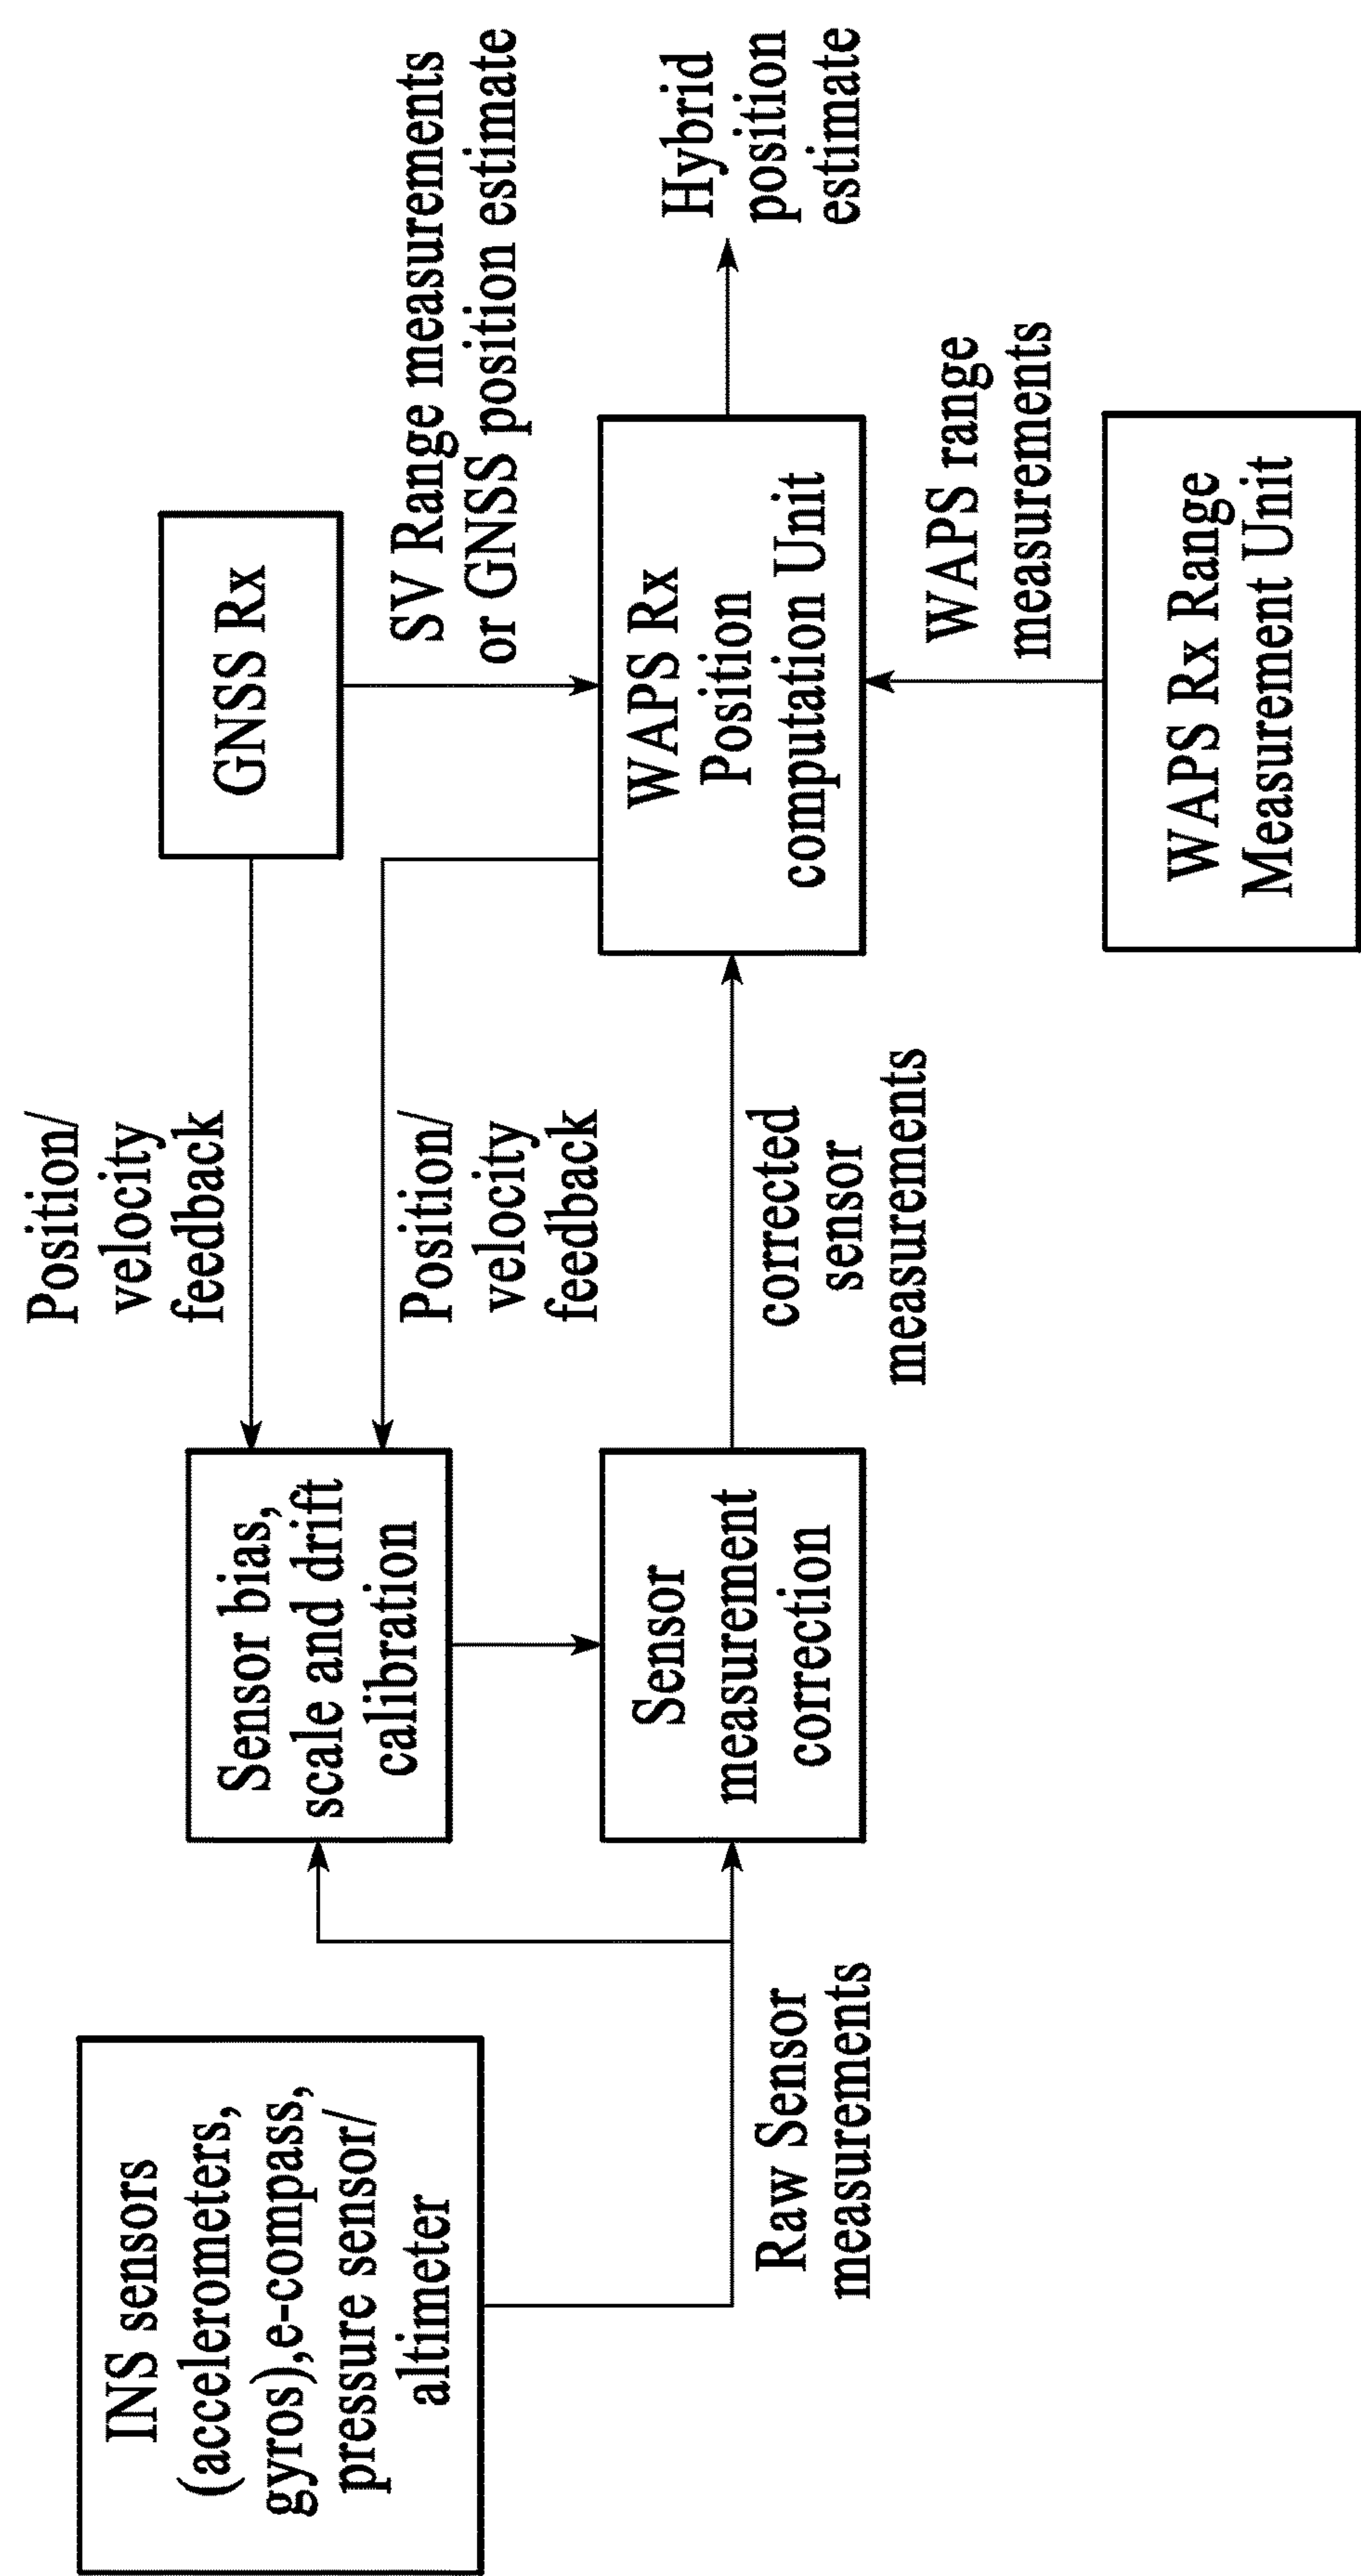 INS sensors
(accelerometers,
gyros),e-compass,
pressure sensor/
altimeter
Raw Sensor
measurements
Sensor bias,
scale and drift
calibration
Sensor
measurement
correction
Position/
velocity
feedback
Position/
velocity
feedback
corrected
sensor
measurements
GNSS Rx
SV Range measurements
or GNSS position estimate
WAPS Rx
Position
computation Unit
WAPS range
measurements
WAPS Rx Range
Measurement Unit
Hybrid
position
estimate